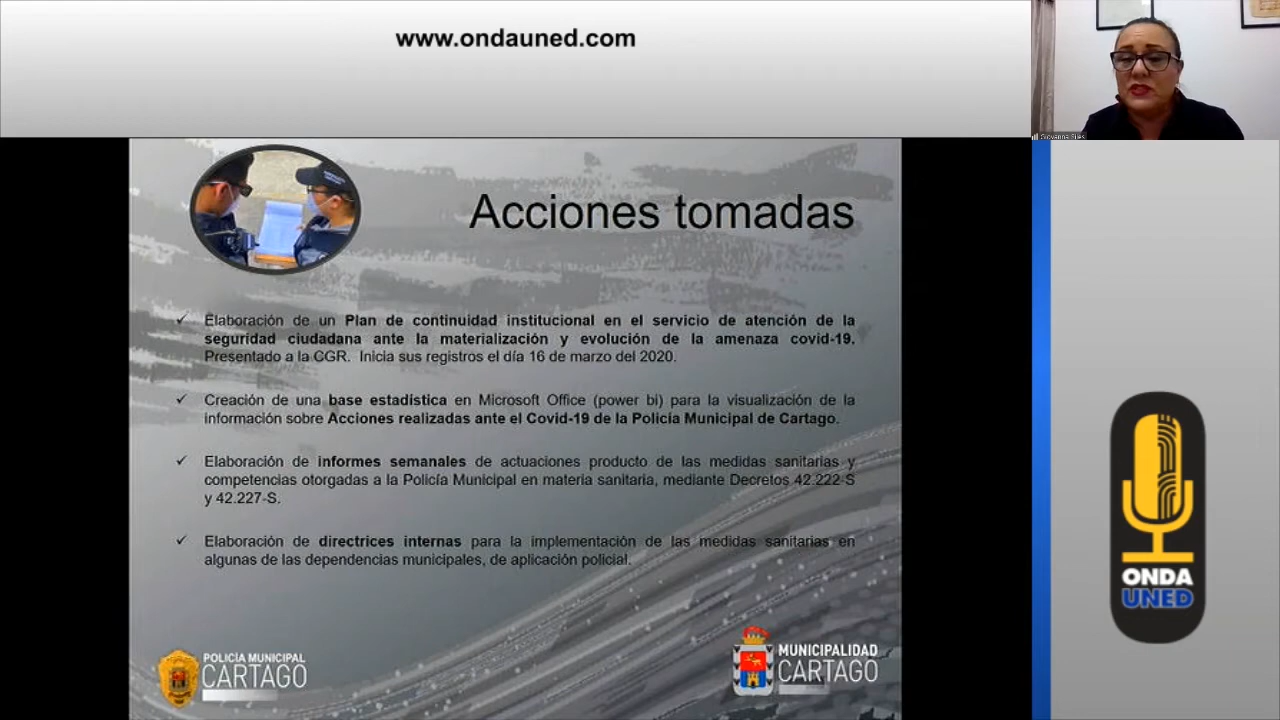 www.ondauned.com
Acciones tomadas
✓ Elaboración de un Plan de continuidad institucional en el servicio de atención de la
seguridad ciudadana ante la materialización y evolución de la amenaza covid-19.
Presentado a la CGR. Inicia sus registros el día 16 de marzo del 2020.
✓ Creación de una base estadística en Microsoft Office (power bi) para la visualización de la
información sobre Acciones realizadas ante el Covid-19 de la Policía Municipal de Cartago.
✓ Elaboración de informes semanales de actuaciones producto de las medidas sanitarias y
competencias otorgadas a la Policía Municipal en materia sanitaria, mediante Decretos 42.222-S
y 42.227-S.
✓ Elaboración de directrices internas para la implementación de las medidas sanitarias en
algunas de las dependencias municipales, de aplicación policial.
POLICÍA MUNICIPAL
CARTAGO
MUNICIPALIDAD
CARTAGO
ONDA
UNED